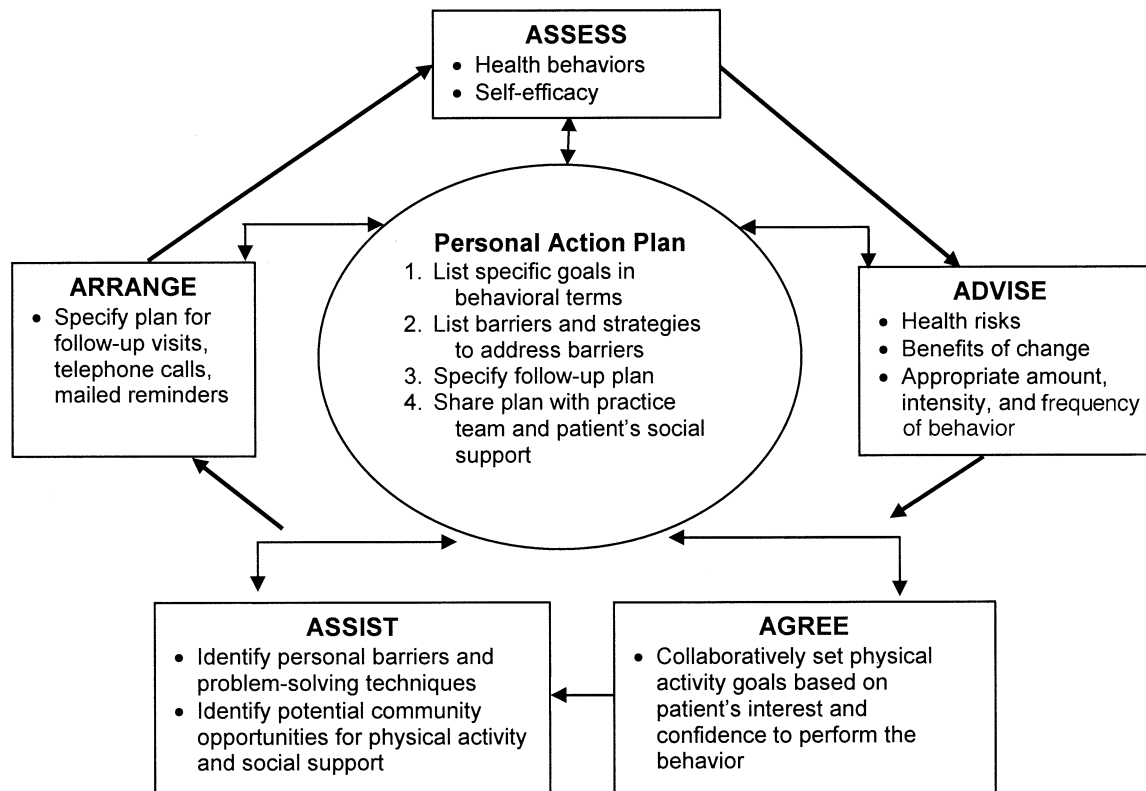 ASSESS
• Health behaviors
• Self-efficacy
Personal Action Plan
1. List specific goals in
behavioral terms
2. List barriers and strategies
to address barriers
3. Specify follow-up plan
4. Share plan with practice
team and patient's social
support
ARRANGE
• Specify plan for
follow-up visits,
telephone calls,
mailed reminders
ADVISE
• Health risks
• Benefits of change
• Appropriate amount,
intensity, and frequency
of behavior
ASSIST
• Identify personal barriers and
problem-solving techniques
• Identify potential community
opportunities for physical activity
and social support
AGREE
• Collaboratively set physical
activity goals based on
patient's interest and
confidence to perform the
behavior